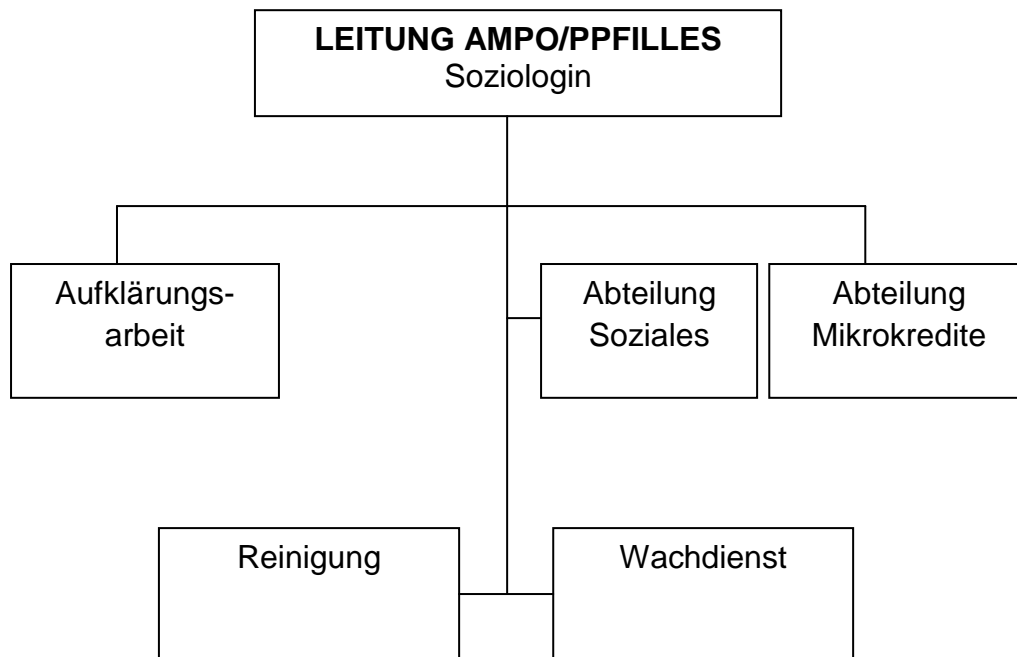 LEITUNG AMPO/PPFILLES
Soziologin
Aufklärungs-
arbeit
Abteilung
Soziales
Abteilung
Mikrokredite
Reinigung
Wachdienst